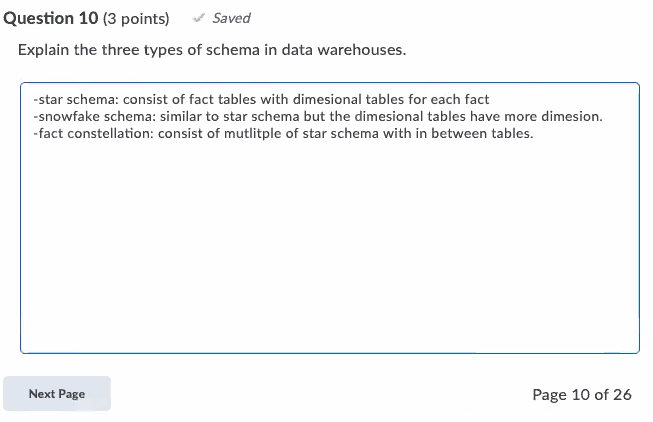 Question 10 (3 points) Saved
Explain the three types of schema in data warehouses.
-star schema: consist of fact tables with dimesional tables for each fact
-snowfake schema: similar to star schema but the dimesional tables have more dimesion.
-fact constellation: consist of mutlitple of star schema with in between tables.
Next Page Page 10 of 26